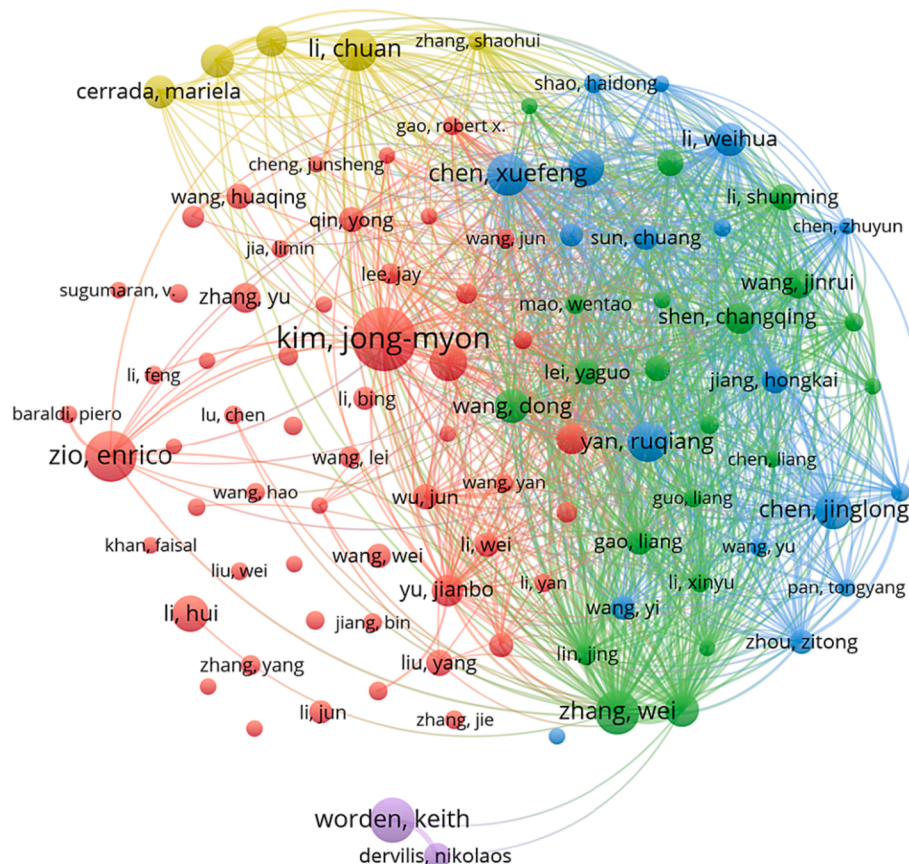 li, chuan
zhang, shaohui
cerrada, mariela
shao, haidong
gao, robert x.
li, weihua
cheng, junsheng
chen, xuefeng
wang, huaqing
li, shunming
qin, yong
chen, zhuyun
wang, jun
sun, chuang
jia, limin
lee, jay
wang, jinrui
sugumaran, v.
zhang, yu
mao, wentao
shen, changqing
kim, jong-myon
li, feng
lei, yaguo
jiang, hongkai
li, bing
wang, dong
baraldi, piero
lu, chen
yan, ruqiang
zio, enrico
wang, lei
chen, liang
wang, yan
wang, hao
wu, jun
guo, liang
chen, jinglong
khan, faisal
li, wei
gao, liang
wang, yu
wang, wei
liu, wei
li, yan
li, xinyu
pan, tongyang
yu, jianbo
li, hui
wang, yi
jiang, bin
zhou, zitong
lin, jing
zhang, yang
liu, yang
li, jun
zhang, jie
zhang, wei
worden, keith
dervilis, nikolaos